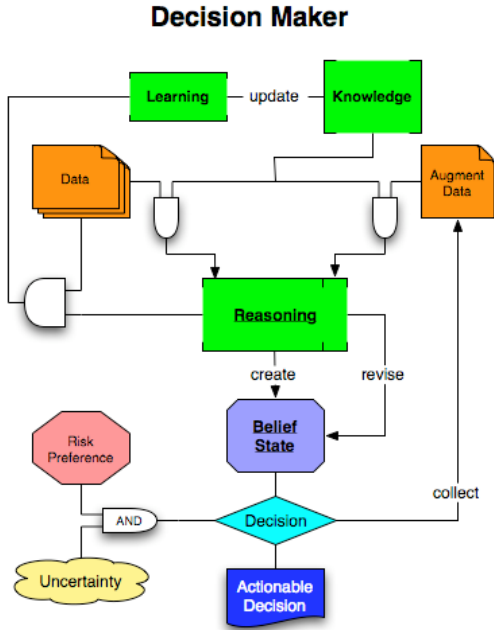 Decision Maker
Learning
update
Knowledge
Data
Augment
Data
Reasoning
create
revise
Belief
State
Risk
Preference
AND
Decision
collect
Uncertainty
Actionable
Decision